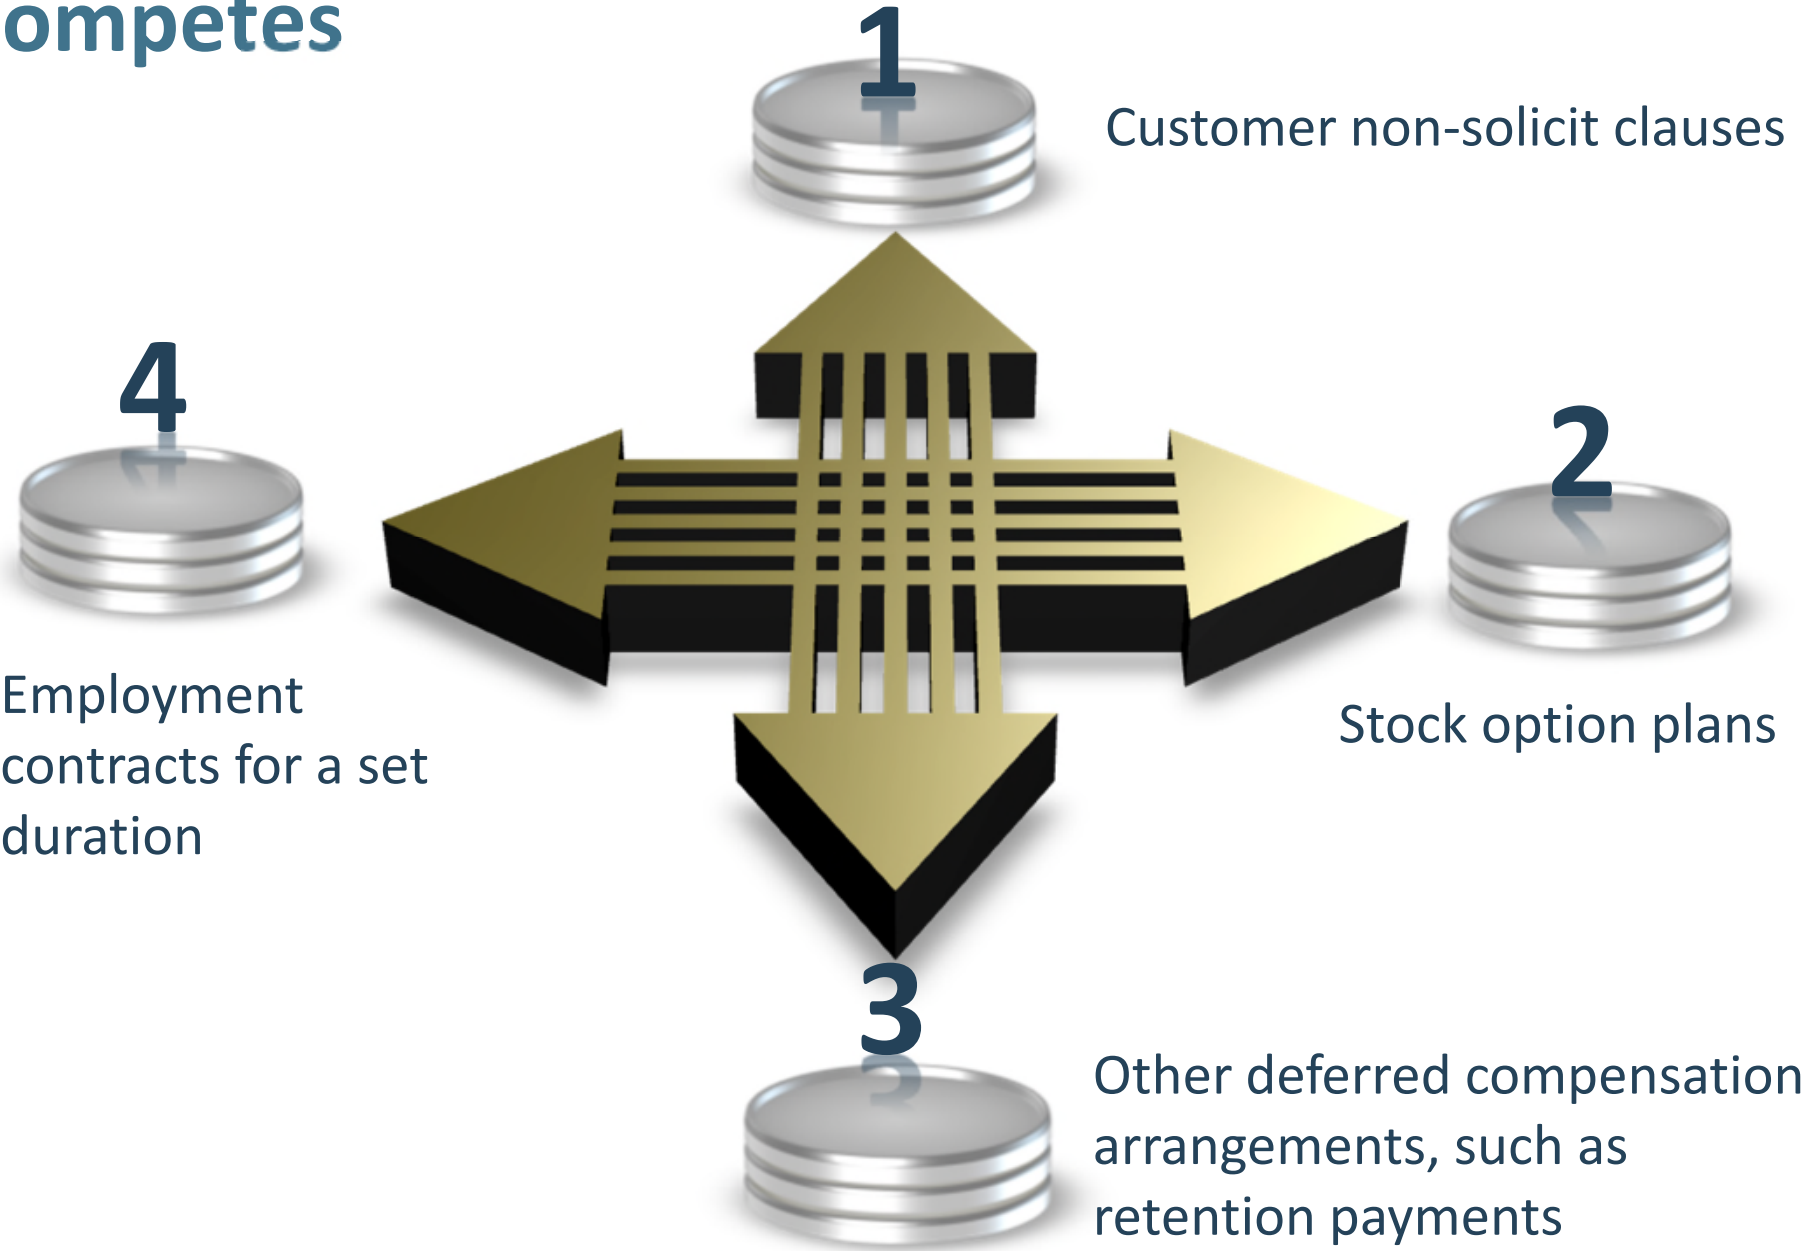 ompetes
1
Customer non-solicit clauses
4
2
Employment
contracts for a set
duration
Stock option plans
3
Other deferred compensation
arrangements, such as
retention payments